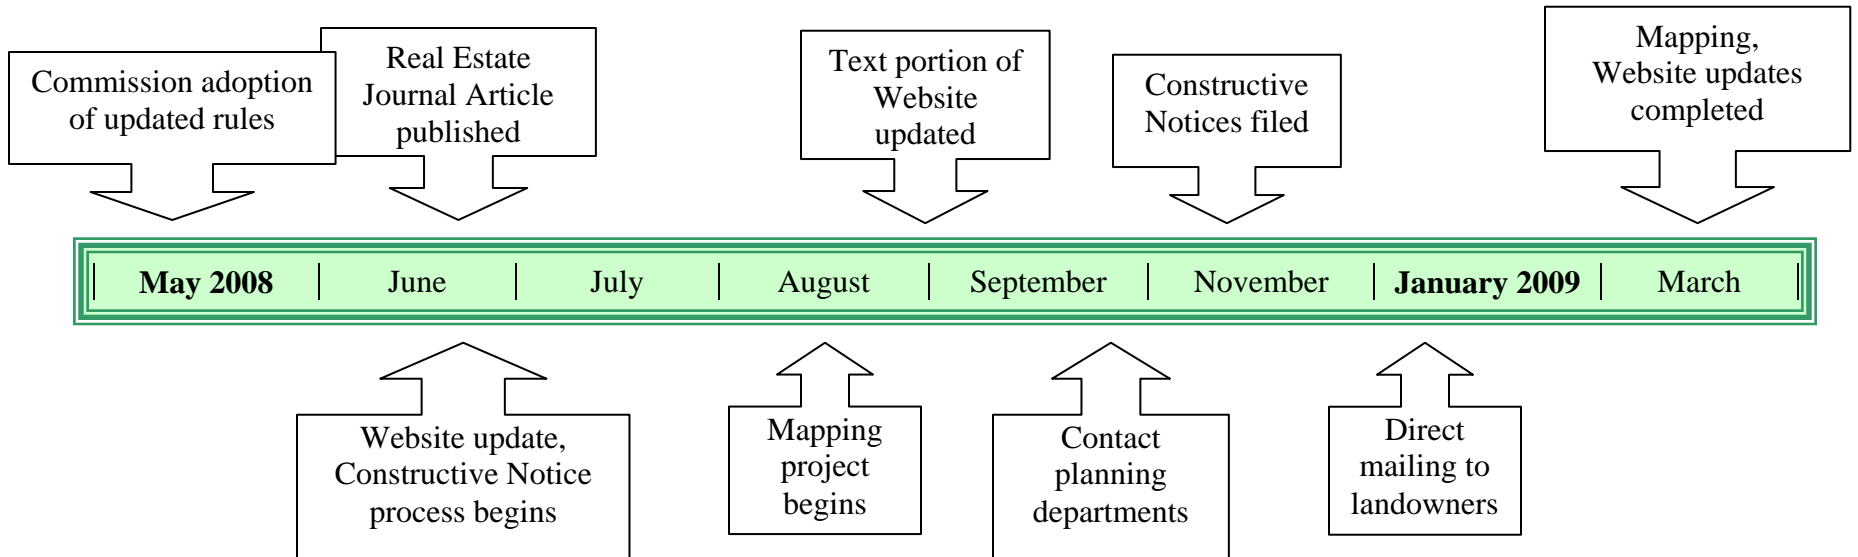 Commission adoption
of updated rules
Real Estate
Journal Article
published
Text portion of
Website
updated
Constructive
Notices filed
Mapping,
Website updates
completed
May 2008 June July August September November January 2009 March
Website update,
Constructive Notice
process begins
Mapping
project
begins
Contact
planning
departments
Direct
mailing to
landowners